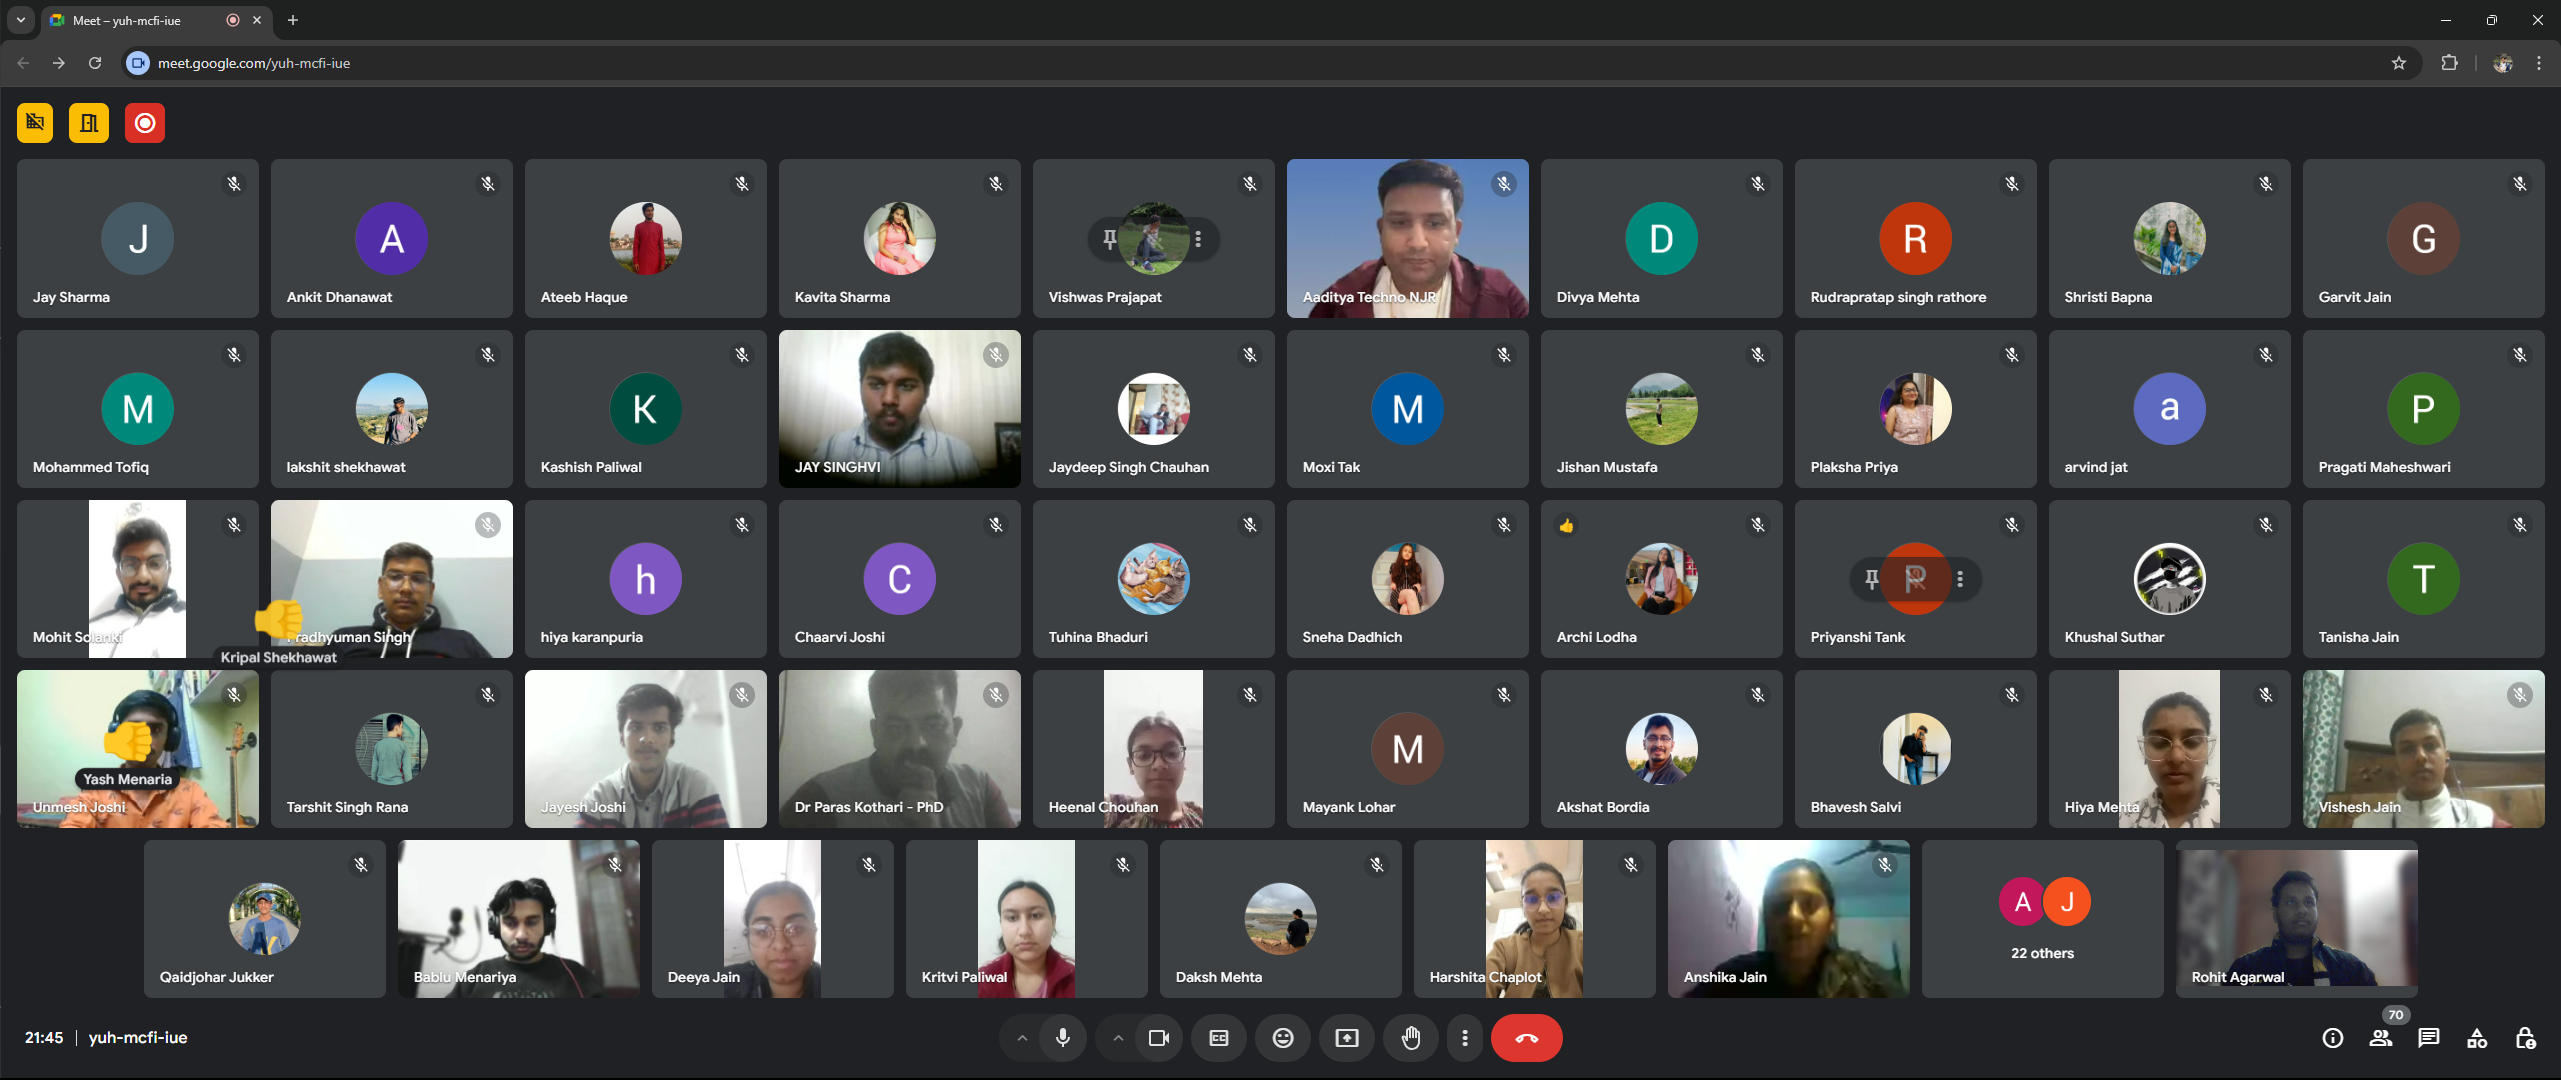 Meet – yuh-mcfi-iue
meet.google.com/yuh-mcfi-iue
J
Jay Sharma
A
Ankit Dhanawat
Ateeb Haque
Kavita Sharma
Vishwas Prajapat
Aaditya Techno NJR
D
Divya Mehta
R
Rudrapratap singh rathore
Shristi Bapna
G
Garvit Jain
M
Mohammed Tofiq
lakshit shekhawat
K
Kashish Paliwal
JAY SINGHVI
Jaydeep Singh Chauhan
M
Moxi Tak
Jishan Mustafa
Plaksha Priya
a
arvind jat
P
Pragati Maheshwari
Mohit Solanki
Pradhyuman Singh
Kripal Shekhawat
h
hiya karanpuria
C
Chaarvi Joshi
Tuhina Bhaduri
Sneha Dadhich
Archi Lodha
P
Priyanshi Tank
Khushal Suthar
T
Tanisha Jain
Yash Menaria
Unmesh Joshi
Tarshit Singh Rana
Jayesh Joshi
Dr Paras Kothari - PhD
Heenal Chouhan
M
Mayank Lohar
Akshat Bordia
Bhavesh Salvi
Hiya Mehta
Vishesh Jain
Qaidjohar Jukker
Bablu Menariya
Deeya Jain
Kritvi Paliwal
Daksh Mehta
Harshita Chaplot
Anshika Jain
A J
22 others
Rohit Agarwal
21:45 | yuh-mcfi-iue
CC
70